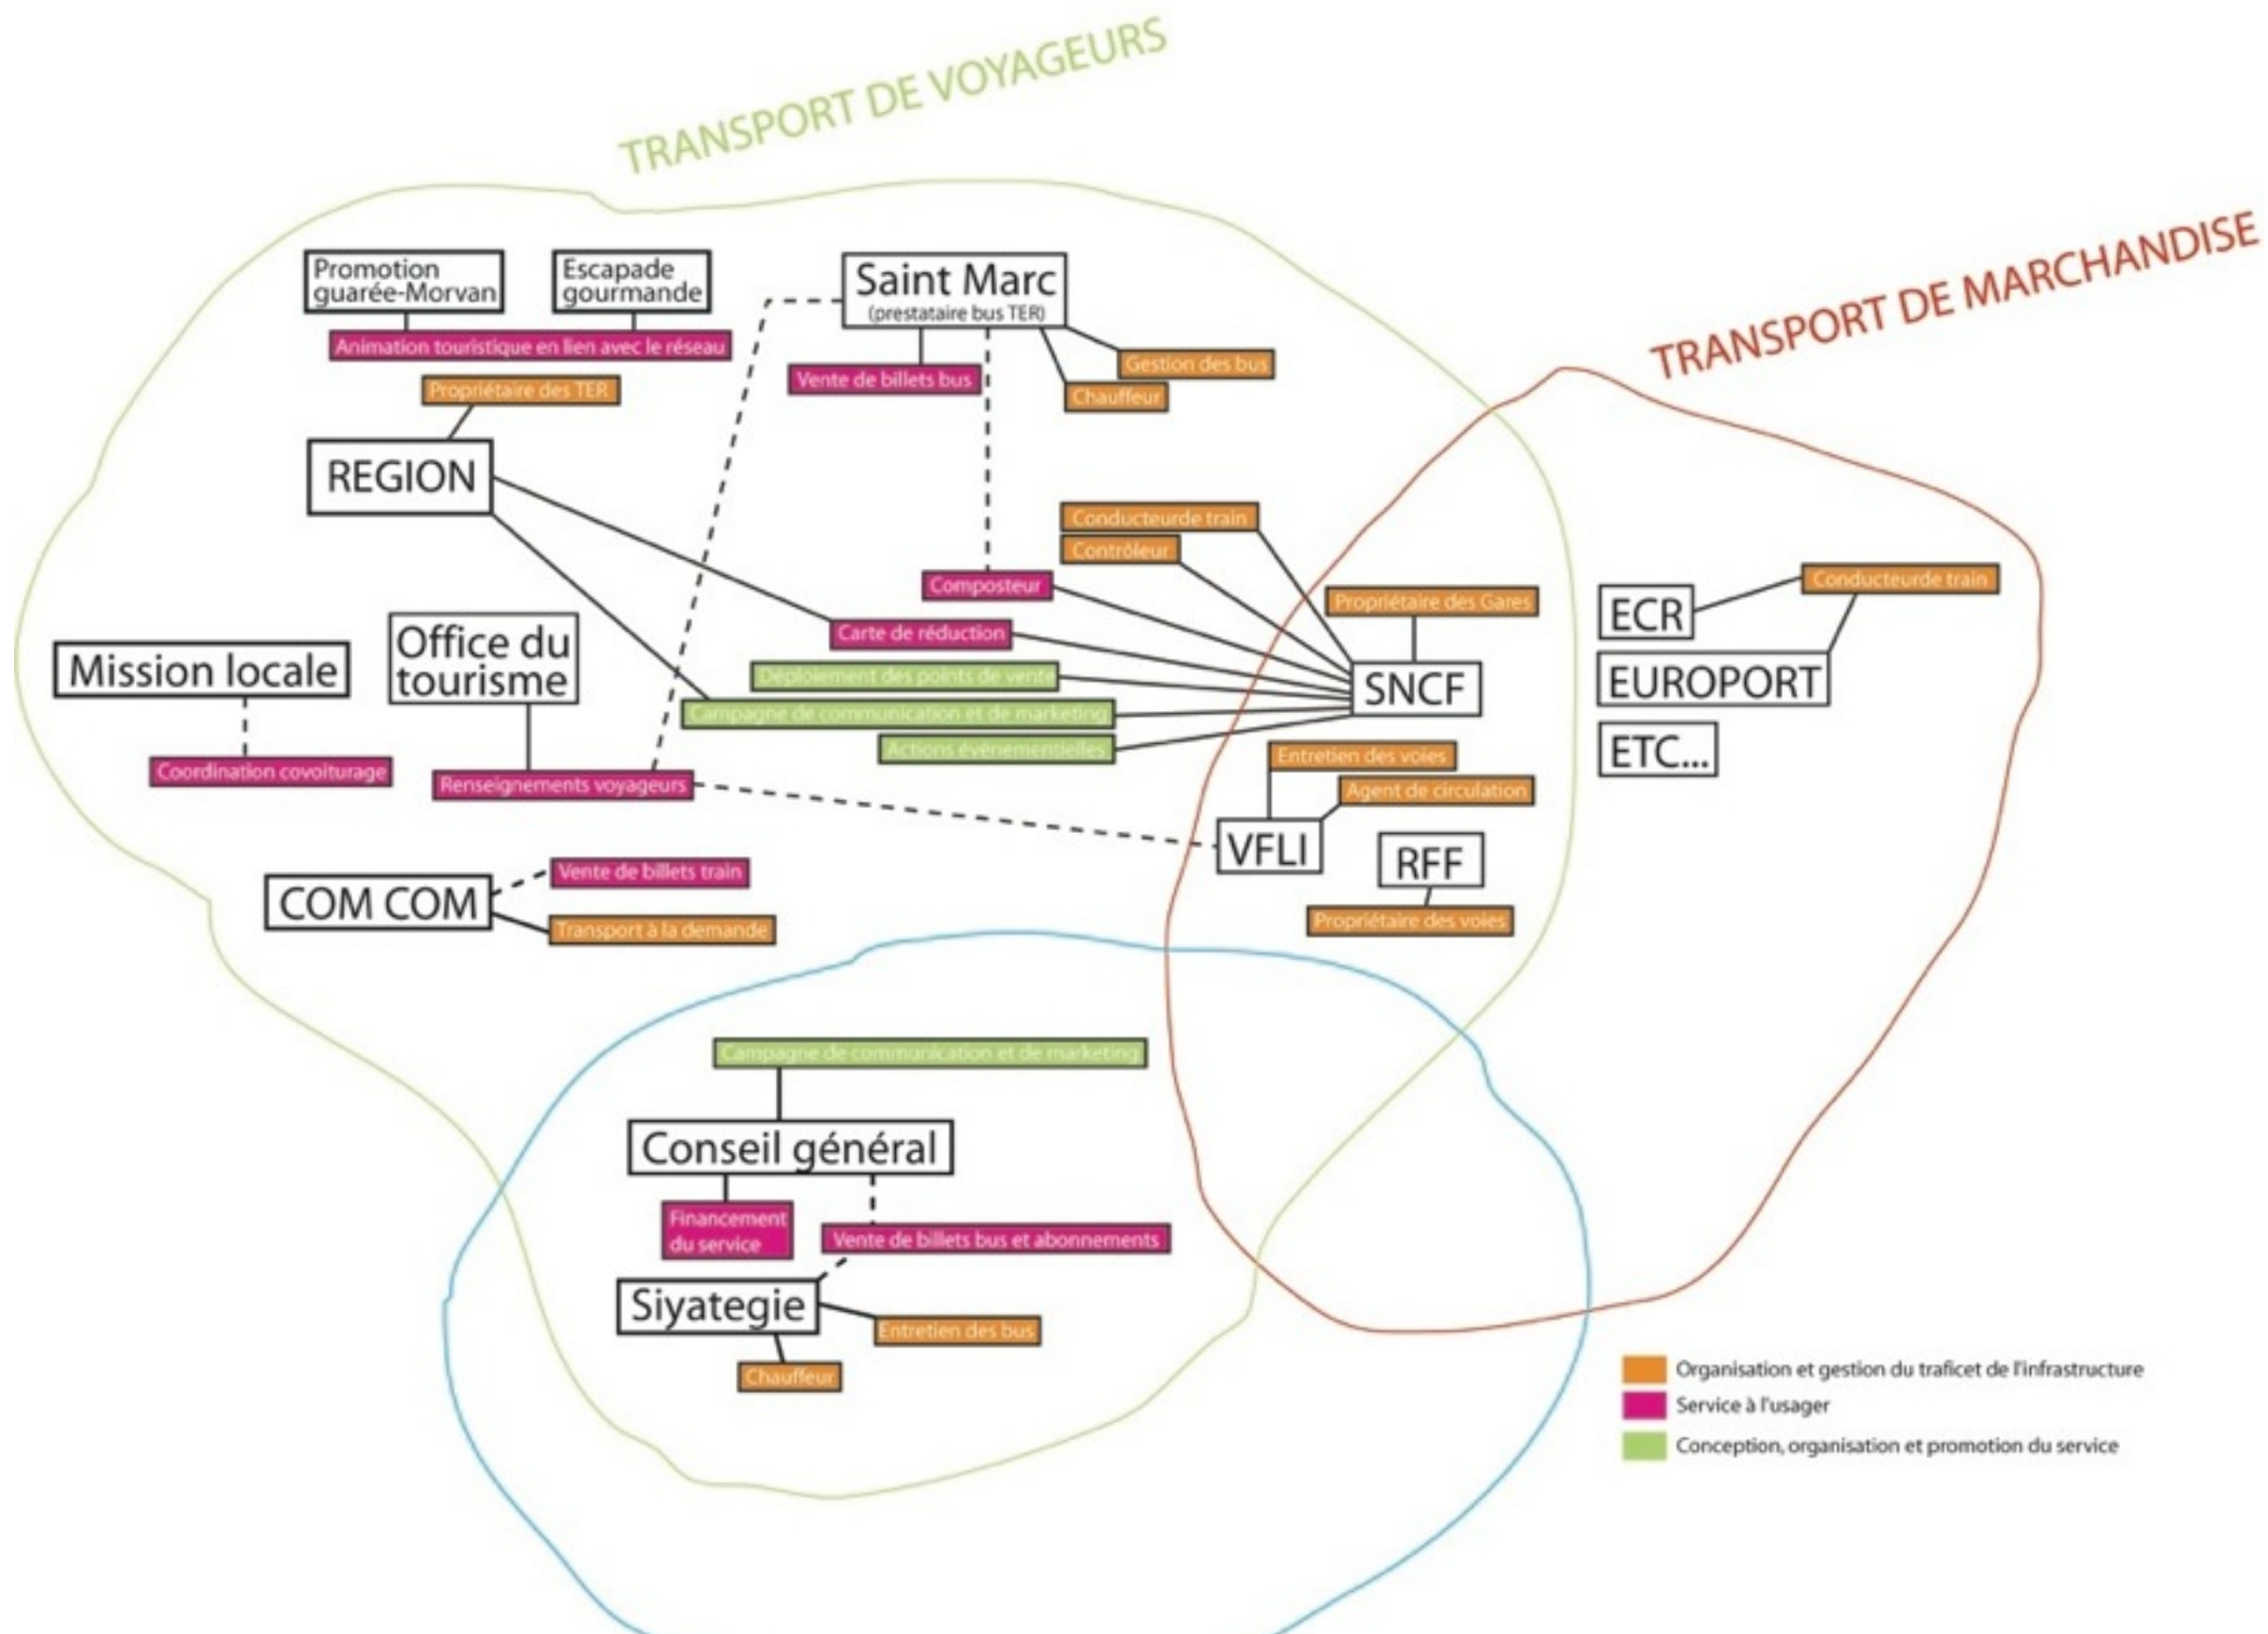 TRANSPORT DE VOYAGEURS
TRANSPORT DE MARCHANDISE
Promotion
guarée-Morvan
Escapade
gourmande
Animation touristique en lien avec le réseau
Saint Marc
(prestataire bus TER)
Vente de billets bus
Gestion des bus
Chauffeur
Propriétaire des TER
REGION
Conducteurde train
Contrôleur
Composteur
Carte de réduction
Déploiement des points de vente
Campagne de communication et de marketing
Actions événementielles
Propriétaire des Gares
SNCF
ECR
Conducteurde train
EUROPORT
ETC...
Mission locale
Coordination covoiturage
Office du
tourisme
Renseignements voyageurs
Entretien des voies
Agent de circulation
VFLI
RFF
Propriétaire des voies
COM COM
Vente de billets train
Transport à la demande
Campagne de communication et de marketing
Conseil général
Financement
du service
Vente de billets bus et abonnements
Siyategie
Entretien des bus
Chauffeur
Organisation et gestion du traficet de l'infrastructure
Service à l'usager
Conception, organisation et promotion du service